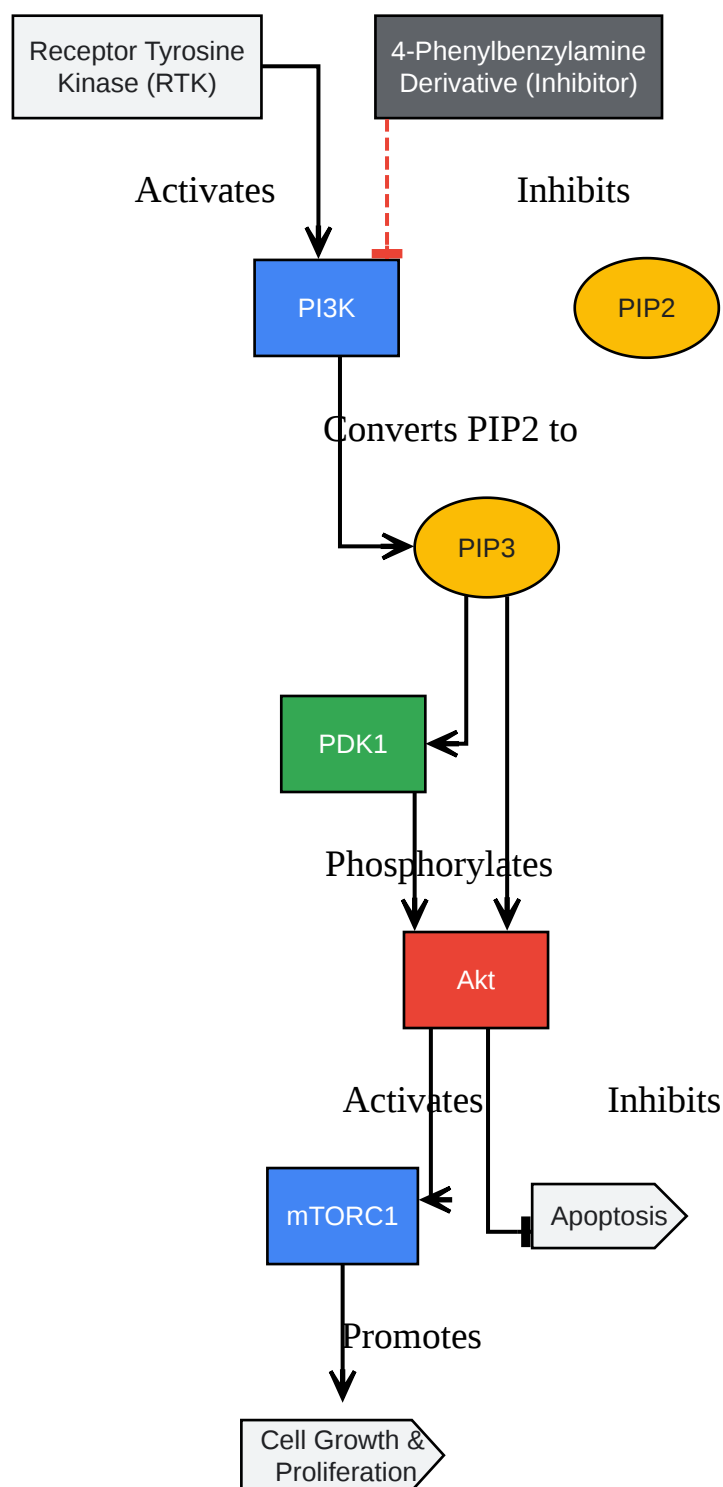 Receptor Tyrosine
Kinase (RTK)
4-Phenylbenzylamine
Derivative (Inhibitor)
Activates
Inhibits
PI3K
PIP2
Converts PIP2 to
PIP3
PDK1
Phosphorylates
Akt
Activates
Inhibits
mTORC1
Apoptosis
Promotes
Cell Growth &
Proliferation